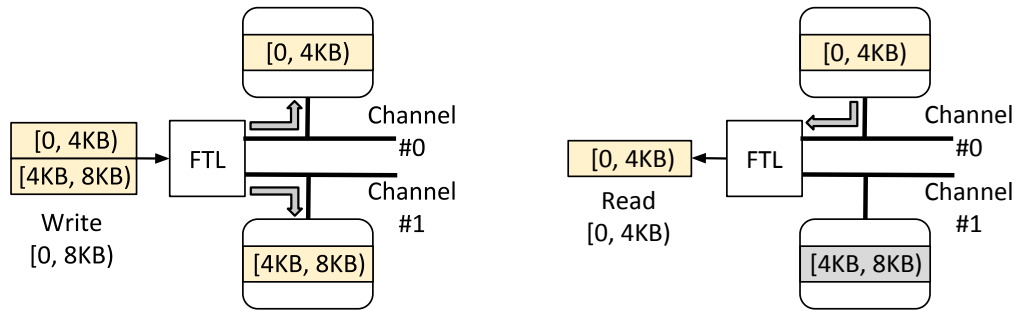 [0, 4KB)
Channel
#0
[0, 4KB)
[4KB, 8KB)
FTL
Write
[0, 8KB)
Channel
#1
[4KB, 8KB)
[0, 4KB)
Channel
#0
[0, 4KB)
FTL
Read
[0, 4KB)
Channel
#1
[4KB, 8KB)